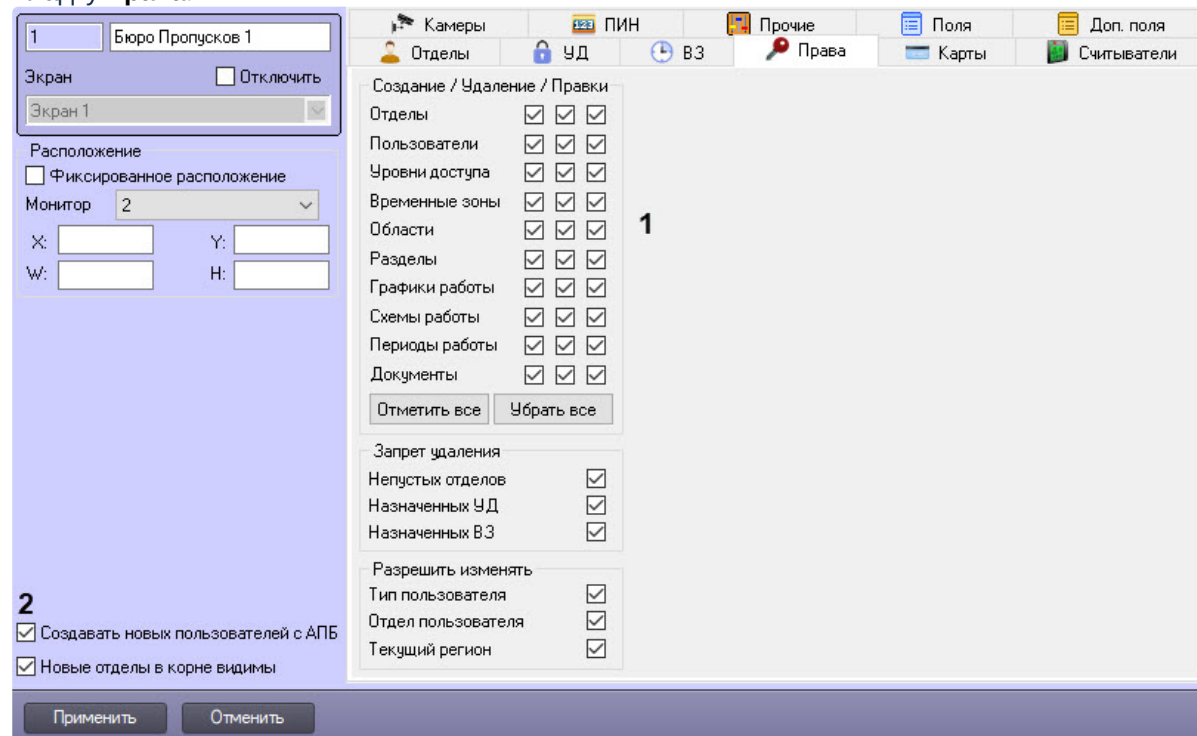 1 Бюро Пропусков 1
Экран Отключить
Экран 1
Расположение
Фиксированное расположение
Монитор 2
X: Y:
W: H:
2
Создавать новых пользователей с АПБ
Новые отделы в корне видимы
Камеры ПИН Прочие Поля Доп. поля
Отделы УД ВЗ Права Карты Считыватели
Создание / Удаление / Правки
Отделы
Пользователи
Уровни доступа
Временные зоны
Области
1
Разделы
Графики работы
Схемы работы
Периоды работы
Документы
Отметить все Убрать все
Запрет удаления
Непустых отделов
Назначенных УД
Назначенных ВЗ
Разрешить изменять
Тип пользователя
Отдел пользователя
Текущий регион
Применить Отменить